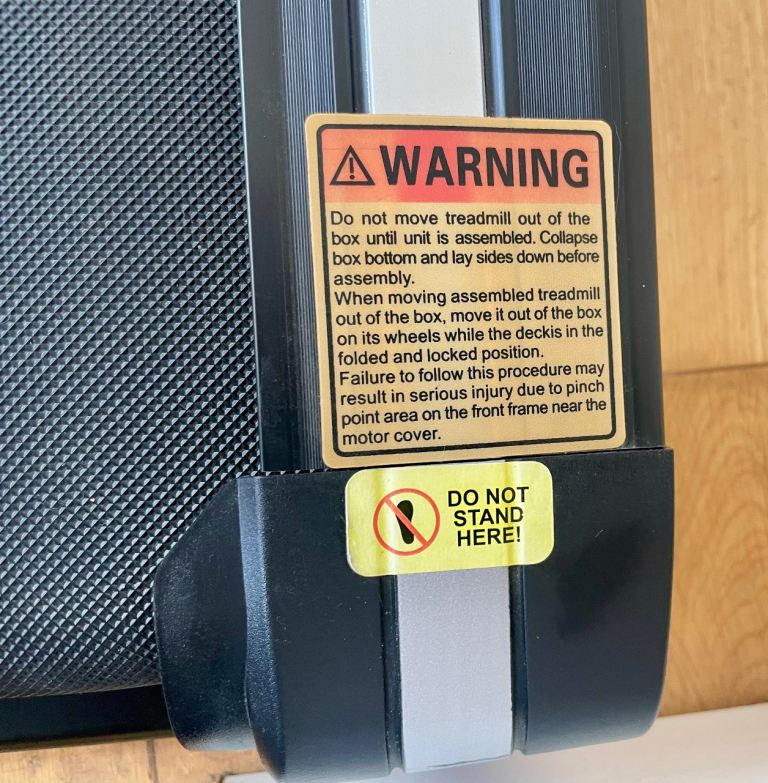 WARNING
Do not move treadmill out of the
box until unit is assembled. Collapse
box bottom and lay sides down before
assembly.
When moving assembled treadmill
out of the box, move it out of the box
on its wheels while the deckis in the
folded and locked position.
Failure to follow this procedure may
result in serious injury due to pinch
point area on the front frame near the
motor cover.
DO NOT
STAND
HERE!